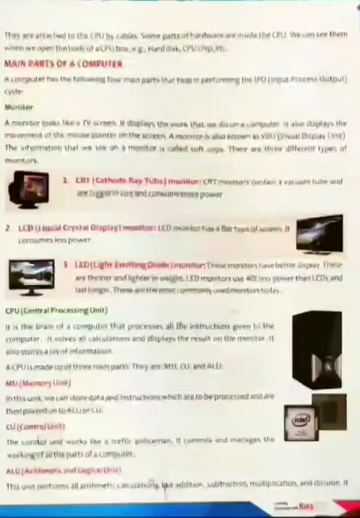 They are attached to the CPU by cables. Some parts of hardware are inside the CPU. We can see them
when we open the body of a CPU box, e.g., Hard disk, CPU chip, etc.
MAIN PARTS OF A COMPUTER
A computer has the following four main parts that help in performing the IPO (Input Process Output)
cycle:
Monitor
A monitor looks like a TV screen. It displays the work that we do on a computer. It also displays the
movement of the mouse pointer on the screen. A monitor is also known as VDU (Visual Display Unit).
The information that we see on a monitor is called soft copy. There are three different types of
monitors.
1. CRT (Cathode Ray Tube) monitor: CRT monitors contain a vacuum tube and
are bigger in size and consume more power
2. LCD (Liquid Crystal Display) monitor: LCD monitor has a flat type of screen. It
consumes less power
3. LED (Light Emitting Diode) monitor: These monitors have better display. These
are thinner and lighter in weight. LED monitors use 40% less power than LCDs and
last longer. These are the most commonly used monitors today.
CPU (Central Processing Unit)
It is the brain of a computer that processes all the instructions given to the
computer. It solves all calculations and displays the result on the monitor. It
also stores a lot of information.
A CPU is made up of three main parts. They are: MU, CU, and ALU.
MU (Memory Unit)
In this unit, we can store data and instructions which are to be processed and are
then passed on to ALU or CU.
CU (Control Unit)
The control unit works like a traffic policeman. It controls and manages the
working of all the parts of a computer.
intel
ALU (Arithmetic and Logical Unit)
This unit performs all arithmetic calculations, like addition, subtraction, multiplication, and division. It